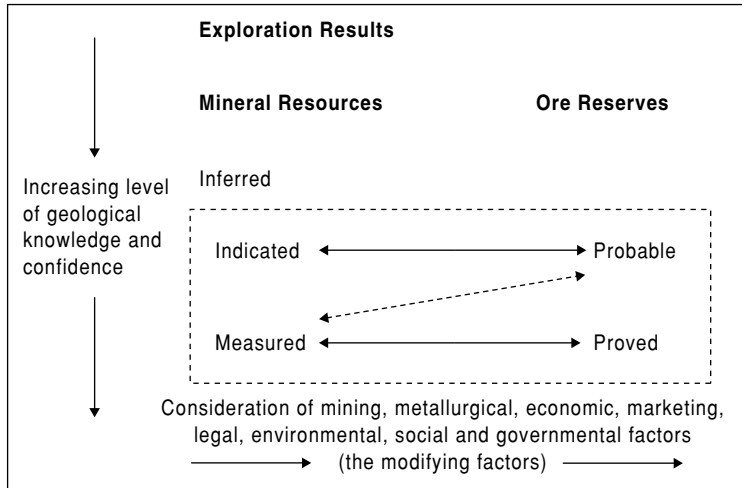 Exploration Results
Mineral Resources
Ore Reserves
Increasing level
of geological
knowledge and
confidence
Inferred
Indicated
Probable
Measured
Proved
Consideration of mining, metallurgical, economic, marketing,
legal, environmental, social and governmental factors
(the modifying factors)